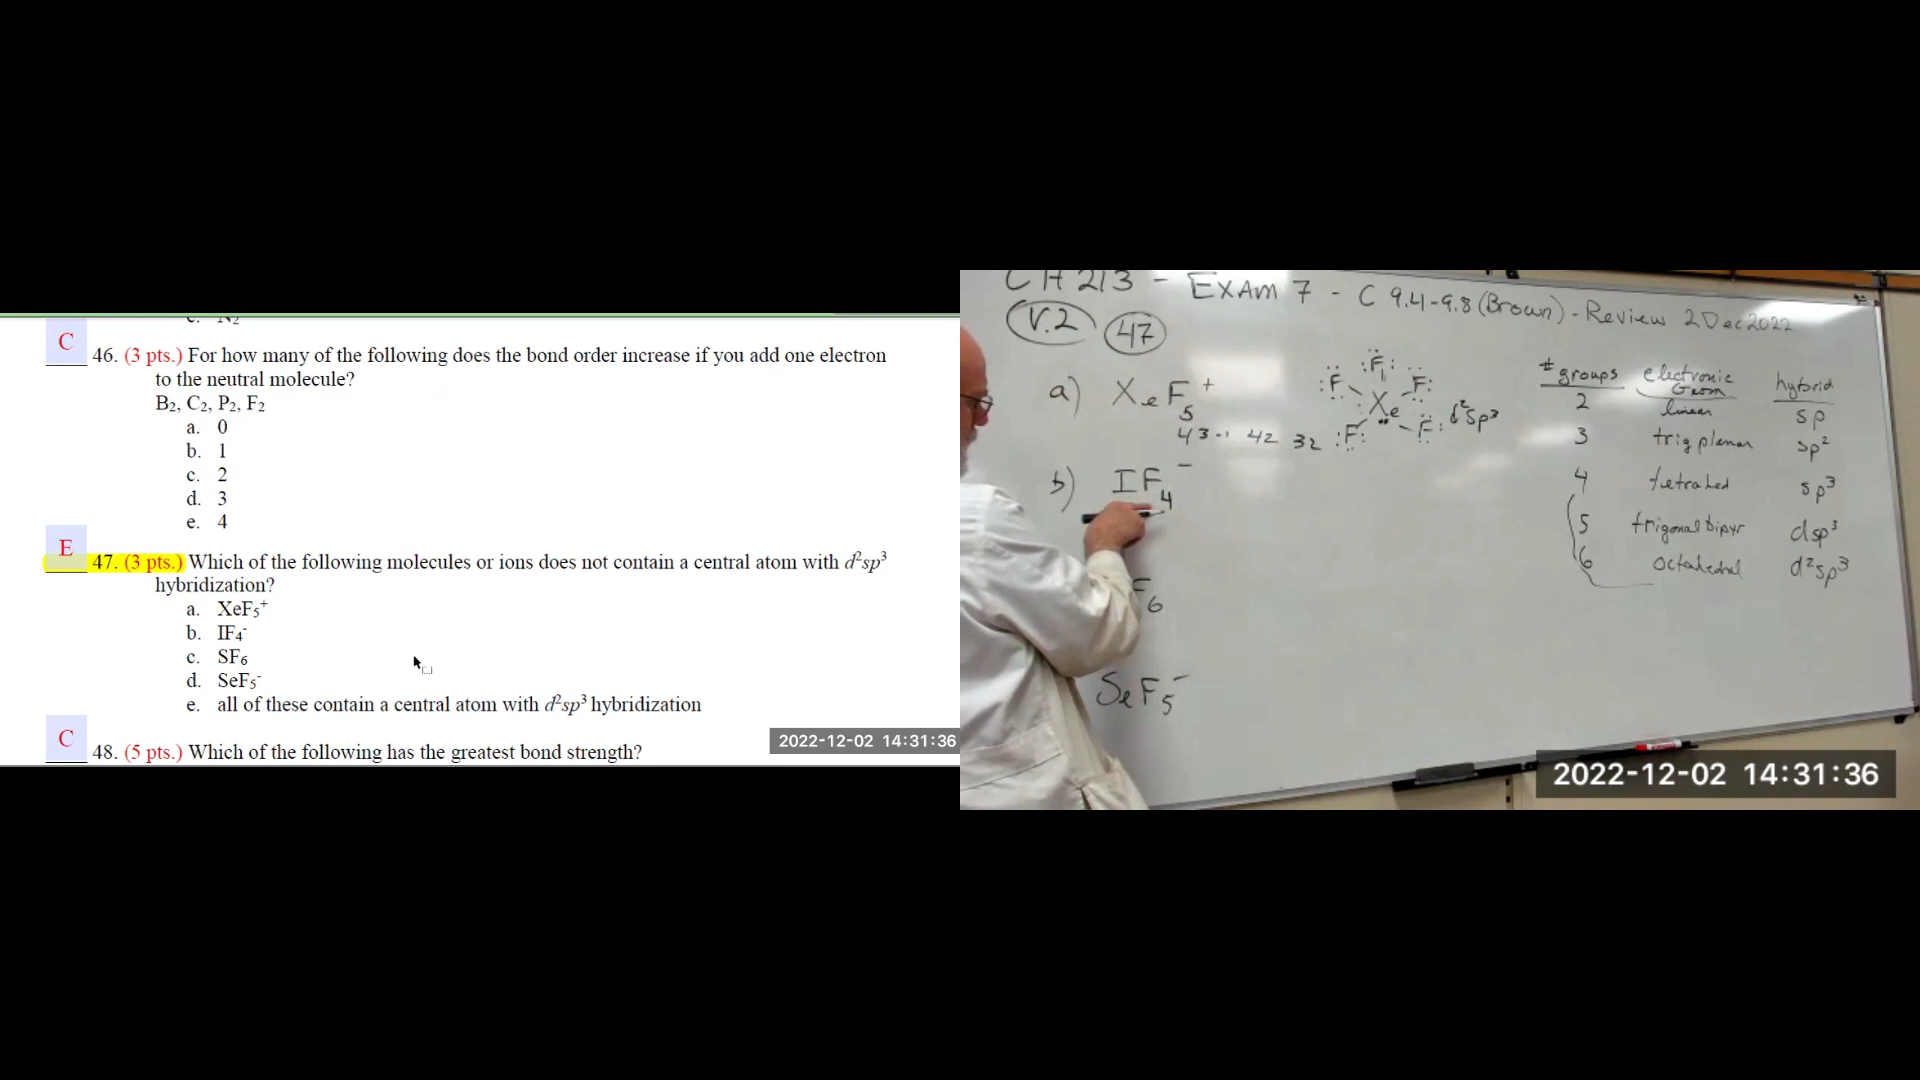 C
46. (3 pts.) For how many of the following does the bond order increase if you add one electron
to the neutral molecule?
B₂, C₂, P₂, F₂
a. 0
b. 1
c. 2
d. 3
e. 4
E
47. (3 pts.) Which of the following molecules or ions does not contain a central atom with d²sp³
hybridization?
a. XeF₅⁺
b. IF₄⁻
c. SF₆
d. SeF₅⁻
e. all of these contain a central atom with d²sp³ hybridization
C
48. (5 pts.) Which of the following has the greatest bond strength?
2022-12-02 14:31:36
CH 213 - EXAM 7 - C 9.4-9.8 (Brown) - Review 2 Dec 2022
V.2 47
a) XeF₅⁺
43-1 42 32
:F: :F: :F: Xe :F: :F: d²sp³
b) IF₄⁻
F₆
SeF₅⁻
# groups electronic Geom hybrid
2 linear sp
3 trig planar sp²
4 tetrahed sp³
5 trigonal bipyr dsp³
6 octahedral d²sp³
2022-12-02 14:31:36